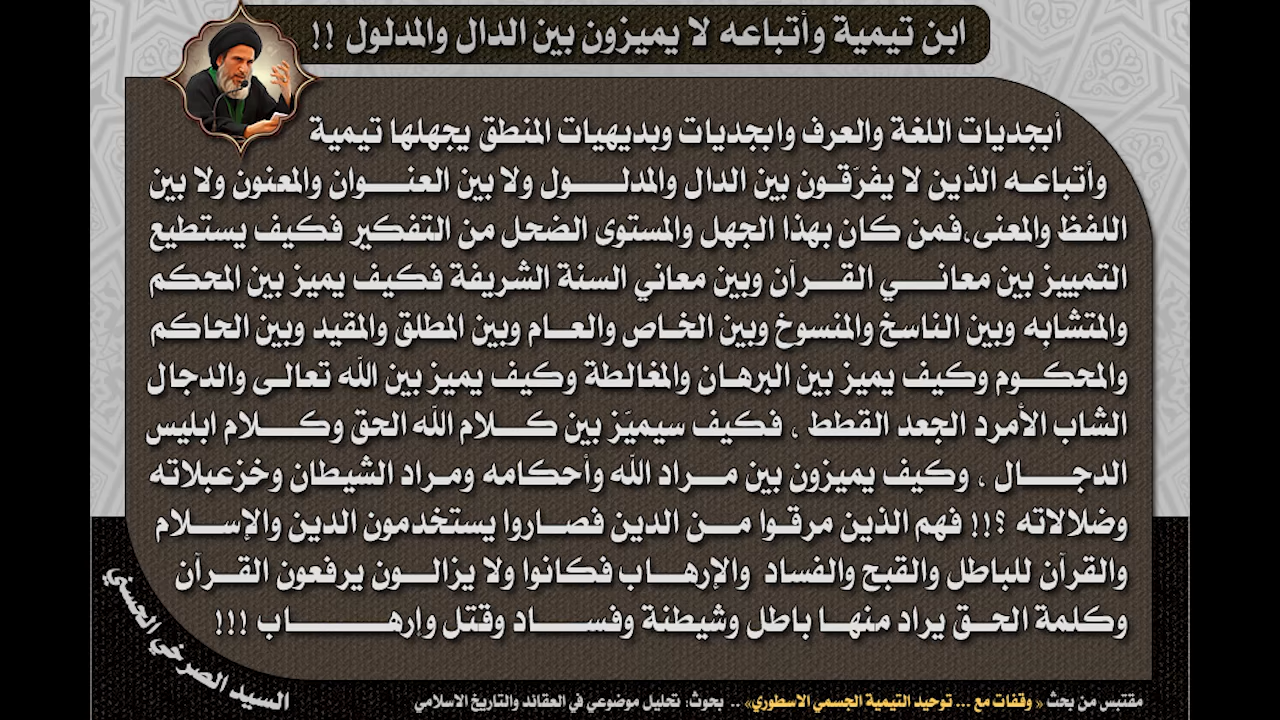 ابن تيمية وأتباعه لا يميزون بين الدال والمدلول !!
أبجديات اللغة والعرف وابجديات وبديهيات المنطق يجهلها تيمية
وأتباعه الذين لا يفرّقون بين الدال والمدلول ولا بين العنوان والمعنون ولا بين
اللفظ والمعنى،فمن كان بهذا الجهل والمستوى الضحل من التفكير فكيف يستطيع
التمييز بين معاني القرآن وبين معاني السنة الشريفة فكيف يميز بين المحكم
والمتشابه وبين الناسخ والمنسوخ وبين الخاص والعام وبين المطلق والمقيد وبين الحاكم
والمحكوم وكيف يميز بين البرهان والمغالطة وكيف يميز بين الله تعالى والدجال
الشاب الأمرد الجعد القطط ، فكيف سيميّز بين كلام الله الحق وكلام ابليس
الدجال ، وكيف يميزون بين مراد الله وأحكامه ومراد الشيطان وخزعبلاته
وضلالاته ؟!! فهم الذين مرقوا من الدين فصاروا يستخدمون الدين والإسلام
والقرآن للباطل والقبح والفساد والإرهاب فكانوا ولا يزالون يرفعون القرآن
وكلمة الحق يراد منها باطل وشيطنة وفساد وقتل وإرهاب !!!
السيد الصرخي الحسني
مقتبس من بحث « وقفات مع ... توحيد التيمية الجسمي الاسطوري» .. بحوث: تحليل موضوعي في العقائد والتاريخ الاسلامي